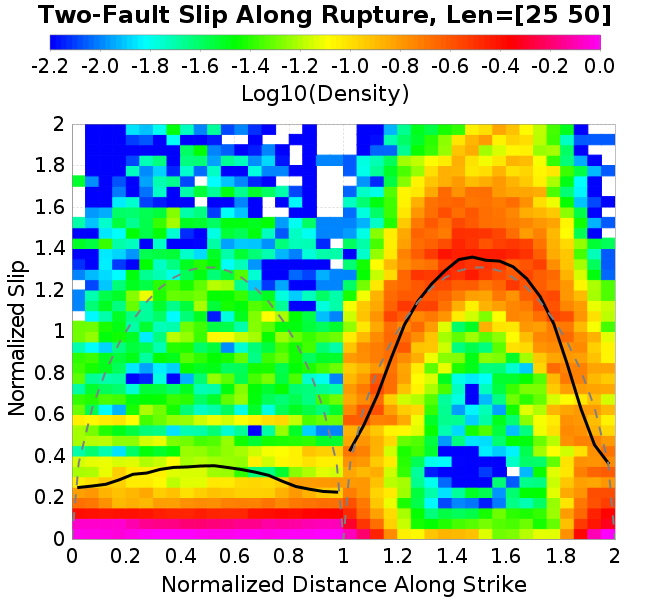 Two-Fault Slip Along Rupture, Len=[25 50]
-2.2 -2.0 -1.8 -1.6 -1.4 -1.2 -1.0 -0.8 -0.6 -0.4 -0.2 0.0
Log10(Density)
2
1.8
1.6
1.4
1.2
1
0.8
0.6
0.4
0.2
0
Normalized Slip
0 0.2 0.4 0.6 0.8 1 1.2 1.4 1.6 1.8 2
Normalized Distance Along Strike